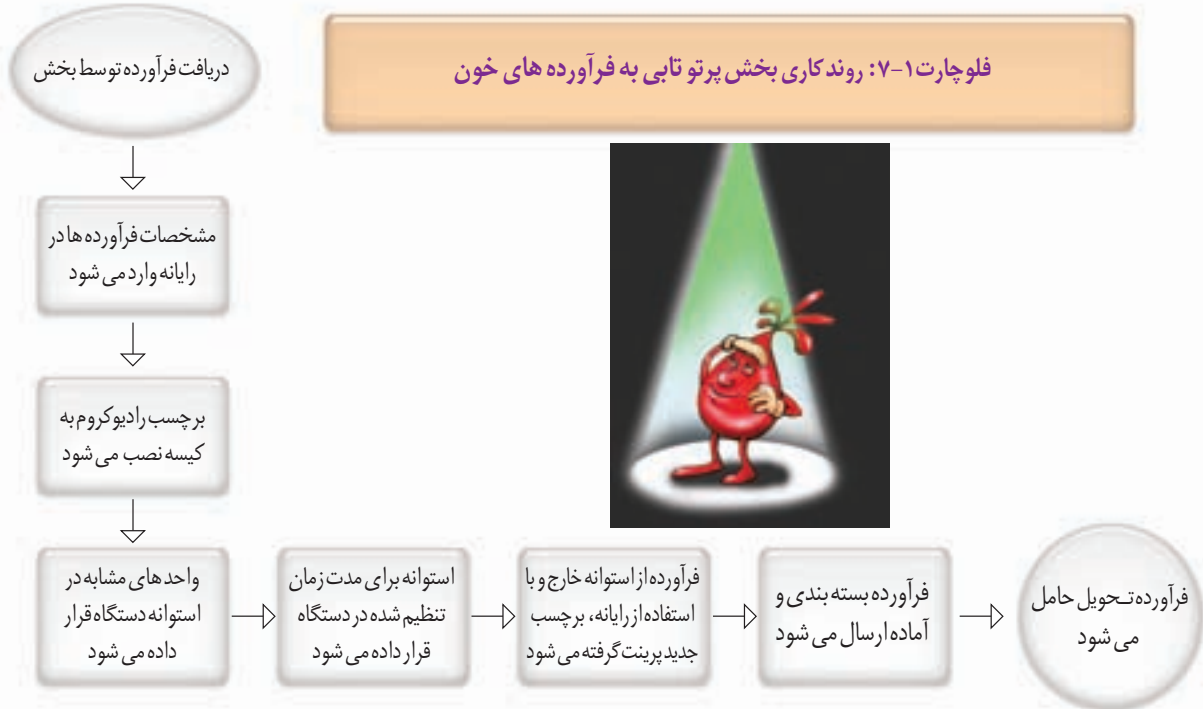 فلوچارت۱-۷: روند کاری بخش پرتو تابی به فرآورده های خون
دریافت فرآورده توسط بخش
مشخصات فرآورده ها در
رایانه وارد می شود
برچسب رادیوکروم به
کیسه نصب می شود
واحدهای مشابه در
استوانه دستگاه قرار
داده می شود
استوانه برای مدت زمان
تنظیم شده در دستگاه
قرار داده می شود
فرآورده از استوانه خارج و با
استفاده از رایانه، برچسب
جدید پرینت گرفته می شود
فرآورده بسته بندی و
آماده ارسال می شود
فرآورده تـحویل حامل
می شود